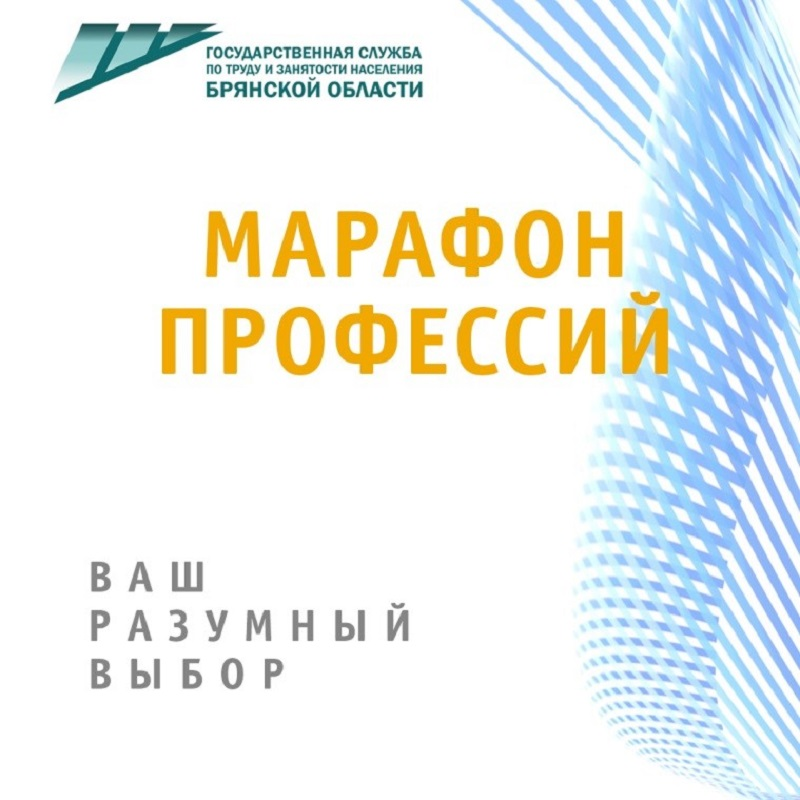 ГОСУДАРСТВЕННАЯ СЛУЖБА
ПО ТРУДУ И ЗАНЯТОСТИ НАСЕЛЕНИЯ
БРЯНСКОЙ ОБЛАСТИ
МАРАФОН
ПРОФЕССИЙ
ВАШ
РАЗУМНЫЙ
ВЫБОР